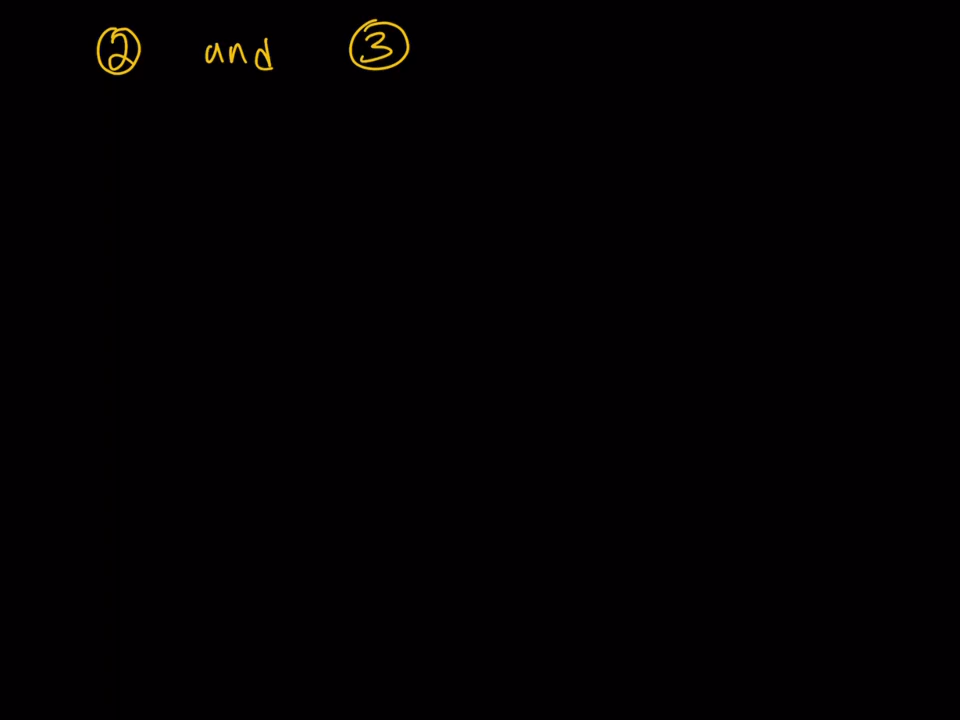 ② and ③